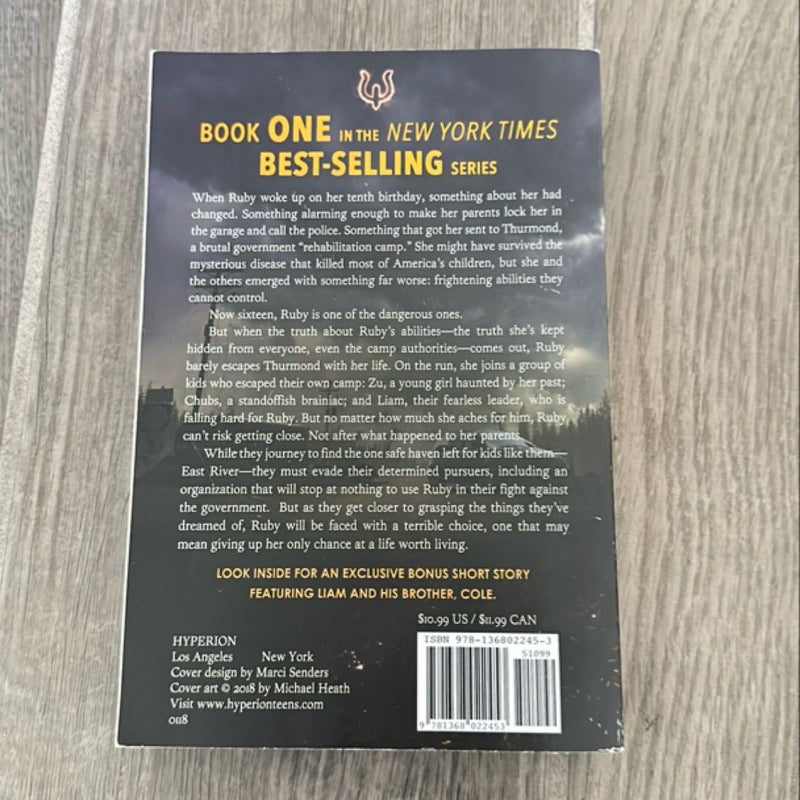 BOOK ONE IN THE NEW YORK TIMES
BEST-SELLING SERIES
When Ruby woke up on her tenth birthday, something about her had
changed. Something alarming enough to make her parents lock her in
the garage and call the police. Something that got her sent to Thurmond,
a brutal government “rehabilitation camp.” She might have survived the
mysterious disease that killed most of America’s children, but she and
the others emerged with something far worse: frightening abilities they
cannot control.
Now sixteen, Ruby is one of the dangerous ones.
But when the truth about Ruby’s abilities—the truth she’s kept
hidden from everyone, even the camp authorities—comes out, Ruby
barely escapes Thurmond with her life. On the run, she joins a group of
kids who escaped their own camp: Zu, a young girl haunted by her past;
Chubs, a standoffish brainiac; and Liam, their fearless leader, who is
falling hard for Ruby. But no matter how much she aches for him, Ruby
can’t risk getting close. Not after what happened to her parents.
While they journey to find the one safe haven left for kids like them—
East River—they must evade their determined pursuers, including an
organization that will stop at nothing to use Ruby in their fight against
the government. But as they get closer to grasping the things they’ve
dreamed of, Ruby will be faced with a terrible choice, one that may
mean giving up her only chance at a life worth living.
LOOK INSIDE FOR AN EXCLUSIVE BONUS SHORT STORY
FEATURING LIAM AND HIS BROTHER, COLE.
$10.99 US / $11.99 CAN
HYPERION
Los Angeles New York
Cover design by Marci Senders
Cover art © 2018 by Michael Heath
Visit www.hyperionteens.com
0118
ISBN 978-136802245-3
51099
9 781368 022453